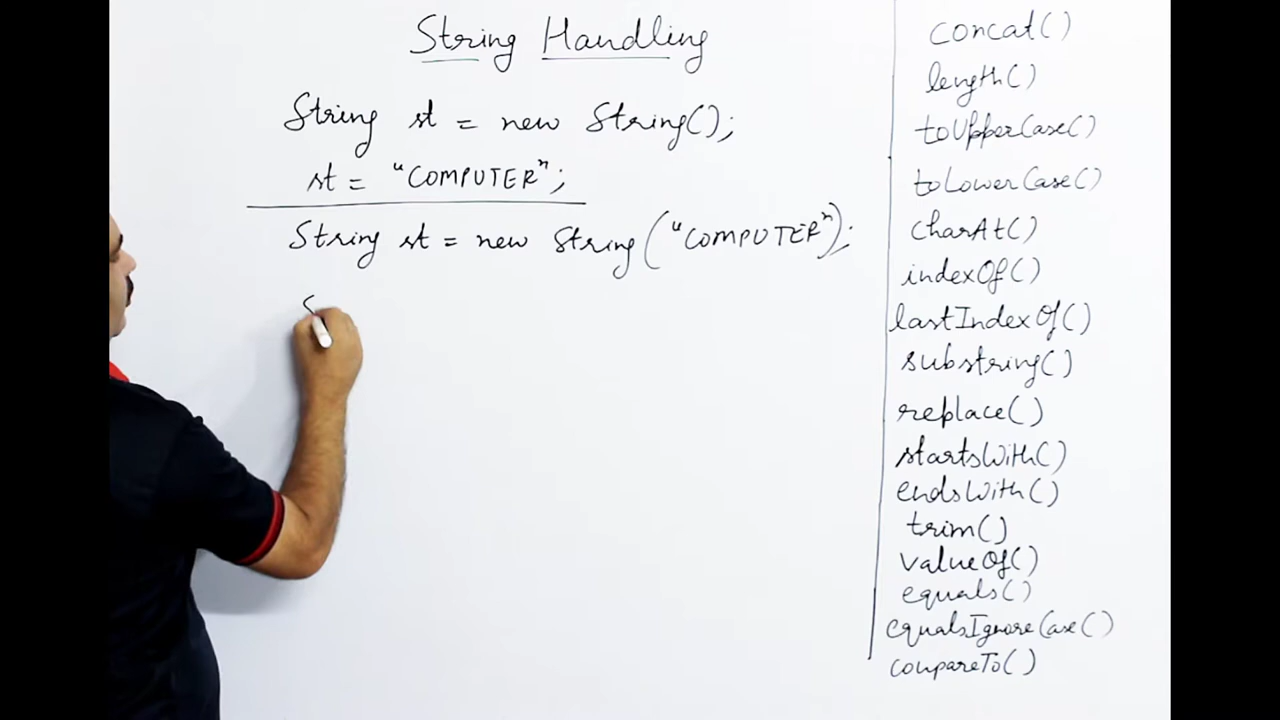 String Handling
String st = new String();
st = "COMPUTER";
String st = new String("COMPUTER");
S
concat()
length()
toUpperCase()
toLowerCase()
charAt()
indexOf()
lastIndexOf()
substring()
replace()
startsWith()
endsWith()
trim()
valueOf()
equals()
equalsIgnoreCase()
compareTo()